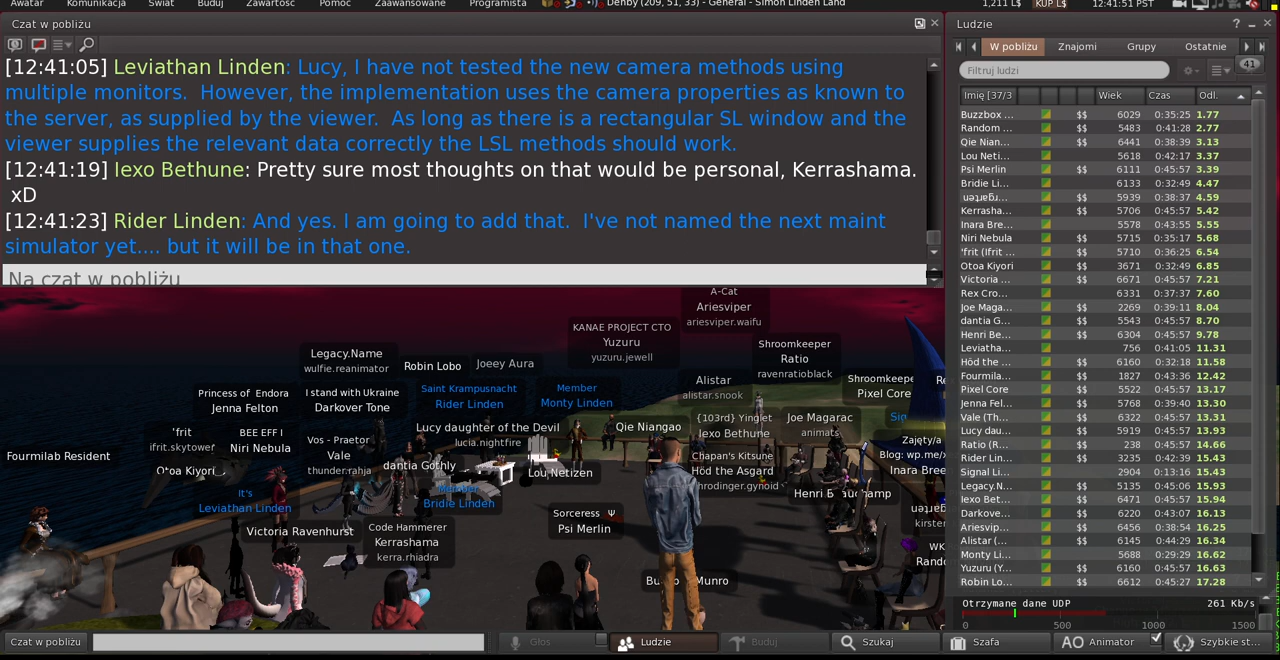 Awatar Komunikacja Świat Buduj Zawartość Pomoc Zaawansowane Programista Denby (209, 51, 33) - General - Simon Linden Land 1,211 L$ KUP L$ 12:41:51 PST
Czat w pobliżu
[12:41:05] Leviathan Linden: Lucy, I have not tested the new camera methods using
multiple monitors.  However, the implementation uses the camera properties as known to
the server, as supplied by the viewer.  As long as there is a rectangular SL window and the
viewer supplies the relevant data correctly the LSL methods should work.
[12:41:19] Iexo Bethune: Pretty sure most thoughts on that would be personal, Kerrashama.
xD
[12:41:23] Rider Linden: And yes. I am going to add that.  I've not named the next maint
simulator yet.... but it will be in that one.
Na czat w pobliżu
A-Cat
Ariesviper
ariesviper.waifu
KANAE PROJECT CTO
Yuzuru
yuzuru.jewell
Legacy.Name
wulfie.reanimator
Robin Lobo
Joeey Aura
Shroomkeeper
Ratio
ravenratioblack
Princess of Endora
Jenna Felton
I stand with Ukraine
Darkover Tone
Saint Krampusnacht
Rider Linden
Member
Monty Linden
Alistar
alistar.snook
Shroomkeepe
Pixel Core
Re
'frit
ifrit.skytower
BEE EFF I
Niri Nebula
Vos - Praetor
Vale
thunder.rahja
Lucy daughter of the Devil
lucia.nightfire
Qie Niangao
{103rd} Yinglet
Iexo Bethune
Joe Magarac
animats
Sig
Fourmilab Resident
Otoa Kiyori
dantia Gothly
Lou Netizen
Chapan's Kitsune
Höd the Asgard
hrodinger.gynoid
Zajęty/a
Blog: wp.me/x
Inara Bree
It's
Leviathan Linden
Member
Bridie Linden
Henri Beauchamp
Victoria Ravenhurst
Code Hammerer
Kerrashama
kerra.rhiadra
Sorceress Ψ
Psi Merlin
kirster
WK
Rando
Munro
Czat w pobliżu Głos Ludzie Buduj Szukaj Szafa AO Animator Szybkie st...
Ludzie
W pobliżu Znajomi Grupy Ostatnie
Filtruj ludzi 41
Imię [37/3 Wiek Czas Odl.
Buzzbox ... $$ 6029 0:35:25 1.77
Random ... $$ 5483 0:41:28 2.77
Qie Nian... $$ 6441 0:38:39 3.13
Lou Neti... 5618 0:42:17 3.37
Psi Merlin $$ 6111 0:45:57 3.39
Bridie Li... 6133 0:32:49 4.47
$$ 5939 0:38:37 4.59
Kerrasha... $$ 5706 0:45:57 5.42
Inara Bre... 5578 0:43:55 5.55
Niri Nebula $$ 5715 0:35:17 5.68
'frit (Ifrit ... $$ 5710 0:36:25 6.54
Otoa Kiyori $$ 3671 0:32:49 6.85
Victoria ... $$ 6671 0:45:57 7.21
Rex Cro... 6331 0:37:37 7.60
Joe Maga... $$ 2269 0:39:11 8.04
dantia G... $$ 5543 0:45:57 8.70
Henri Be... $$ 6304 0:45:57 9.78
Leviatha... 756 0:41:05 11.31
Höd the ... $$ 6160 0:32:18 11.58
Fourmila... $$ 1827 0:43:36 12.42
Pixel Core $$ 5522 0:45:57 13.17
Jenna Fel... $$ 5768 0:39:40 13.30
Vale (Th... $$ 6322 0:45:57 13.31
Lucy dau... $$ 5919 0:45:57 13.93
Ratio (R... $$ 238 0:45:57 14.66
Rider Lin... $$ 3235 0:42:39 15.43
Signal Li... 2904 0:13:16 15.43
Legacy.N... $$ 5135 0:45:06 15.93
Iexo Bet... $$ 6471 0:45:57 15.94
Darkove... $$ 6220 0:43:07 16.13
Ariesvip... $$ 6456 0:38:54 16.25
Alistar (... $$ 6145 0:44:29 16.34
Monty Li... 5688 0:29:29 16.62
Yuzuru (Y... $$ 6160 0:45:57 16.63
Robin Lo... $$ 6612 0:45:27 17.28
Otrzymane dane UDP 261 Kb/s
0 500 1000 1500